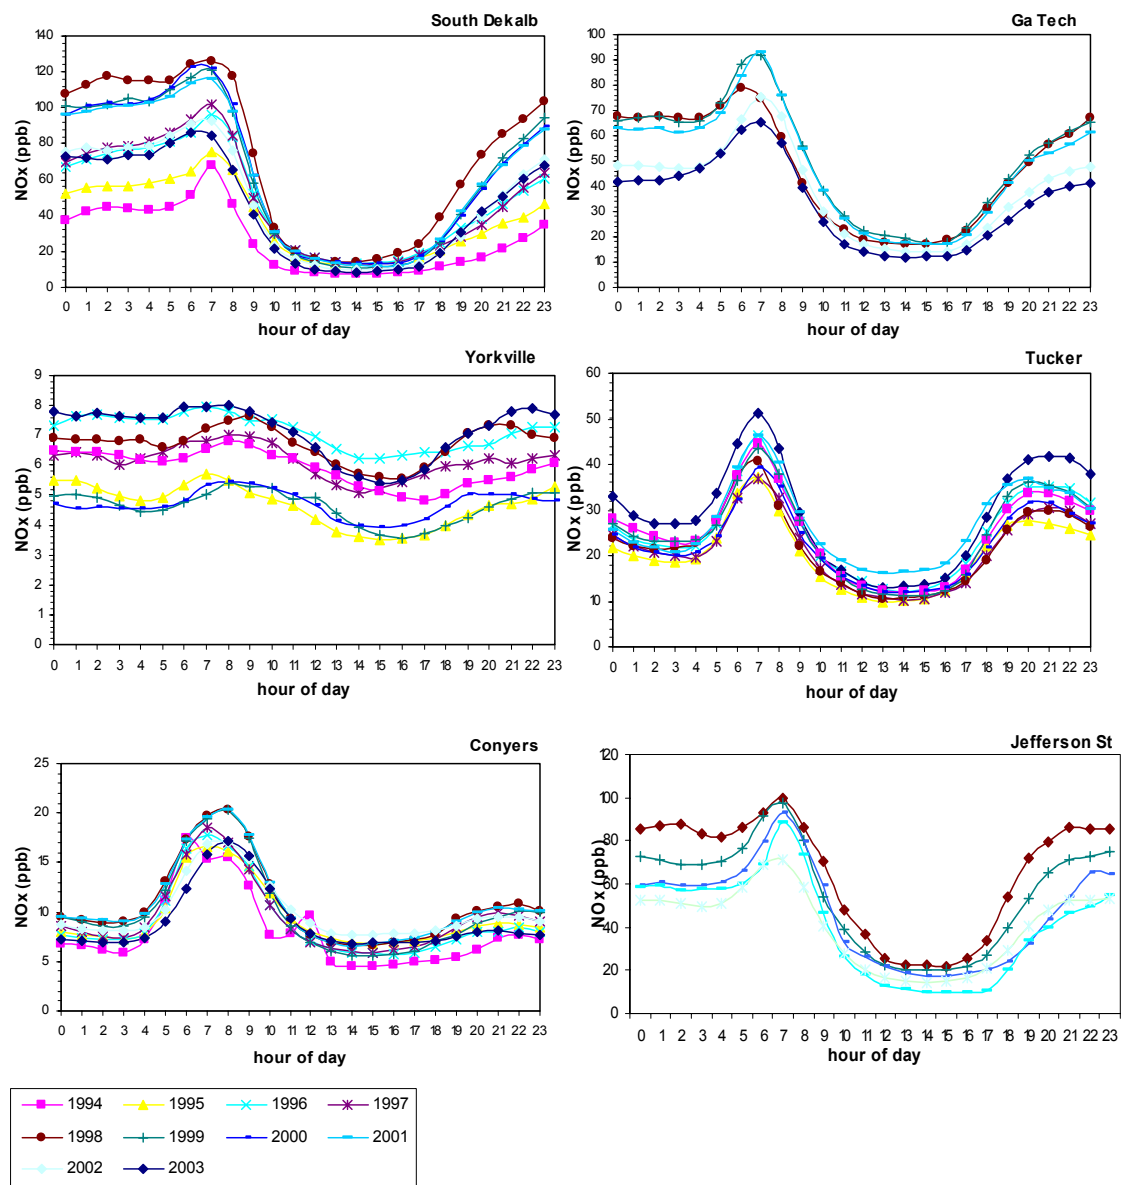 South Dekalb
NOx (ppb)
140
120
100
80
60
40
20
0
0 1 2 3 4 5 6 7 8 9 10 11 12 13 14 15 16 17 18 19 20 21 22 23
hour of day
Ga Tech
NOx (ppb)
100
90
80
70
60
50
40
30
20
10
0
0 1 2 3 4 5 6 7 8 9 10 11 12 13 14 15 16 17 18 19 20 21 22 23
hour of day
Yorkville
NOx (ppb)
9
8
7
6
5
4
3
2
1
0
0 1 2 3 4 5 6 7 8 9 10 11 12 13 14 15 16 17 18 19 20 21 22 23
hour of day
Tucker
NOx (ppb)
60
50
40
30
20
10
0
0 1 2 3 4 5 6 7 8 9 10 11 12 13 14 15 16 17 18 19 20 21 22 23
hour of day
Conyers
NOx (ppb)
25
20
15
10
5
0
0 1 2 3 4 5 6 7 8 9 10 11 12 13 14 15 16 17 18 19 20 21 22 23
hour of day
Jefferson St
NOx (ppb)
120
100
80
60
40
20
0
0 1 2 3 4 5 6 7 8 9 10 11 12 13 14 15 16 17 18 19 20 21 22 23
hour of day
1994 1995 1996 1997
1998 1999 2000 2001
2002 2003